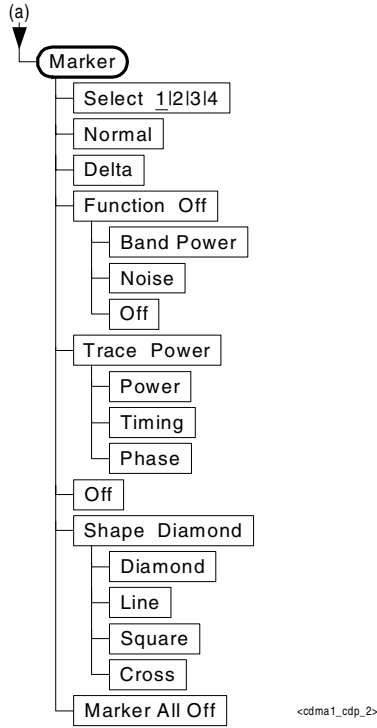 (a)
Marker
Select 1|2|3|4
Normal
Delta
Function Off
Band Power
Noise
Off
Trace Power
Power
Timing
Phase
Off
Shape Diamond
Diamond
Line
Square
Cross
Marker All Off
<cdma1_cdp_2>